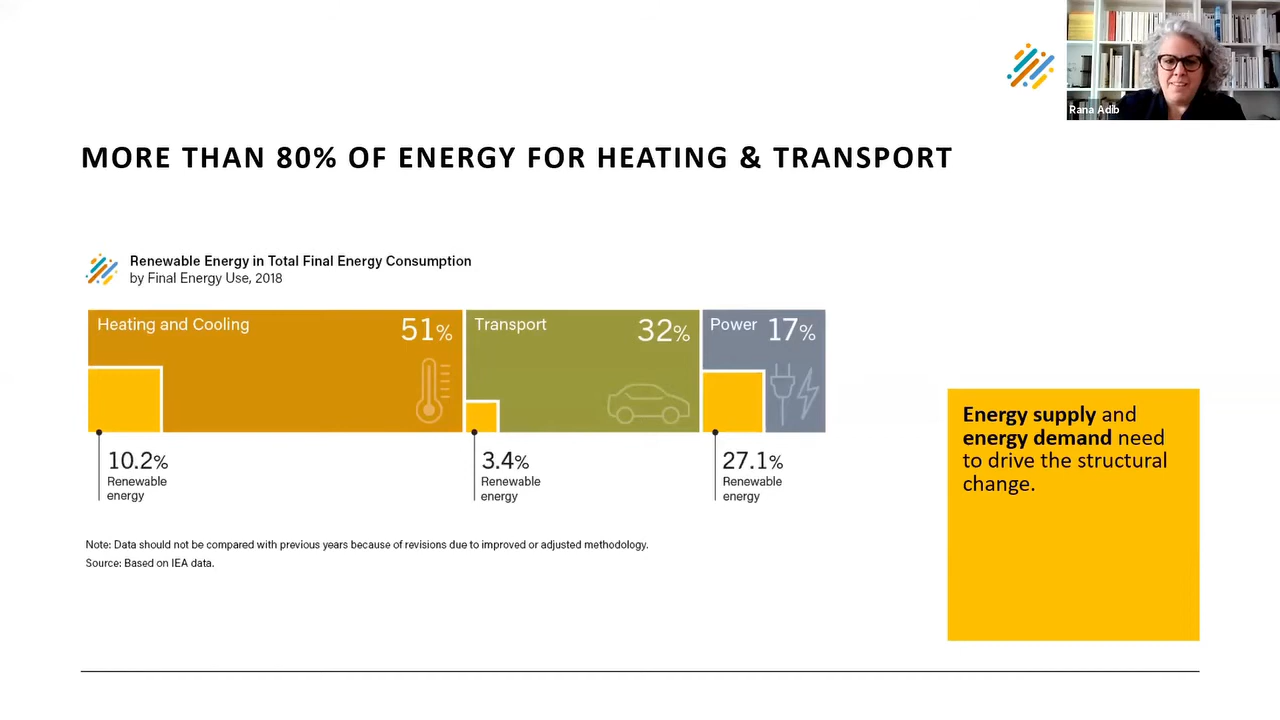 Rana Adib
MORE THAN 80% OF ENERGY FOR HEATING & TRANSPORT
Renewable Energy in Total Final Energy Consumption
by Final Energy Use, 2018
Heating and Cooling
51%
Transport
32%
Power
17%
10.2%
Renewable
energy
3.4%
Renewable
energy
27.1%
Renewable
energy
Energy supply and
energy demand need
to drive the structural
change.
Note: Data should not be compared with previous years because of revisions due to improved or adjusted methodology.
Source: Based on IEA data.